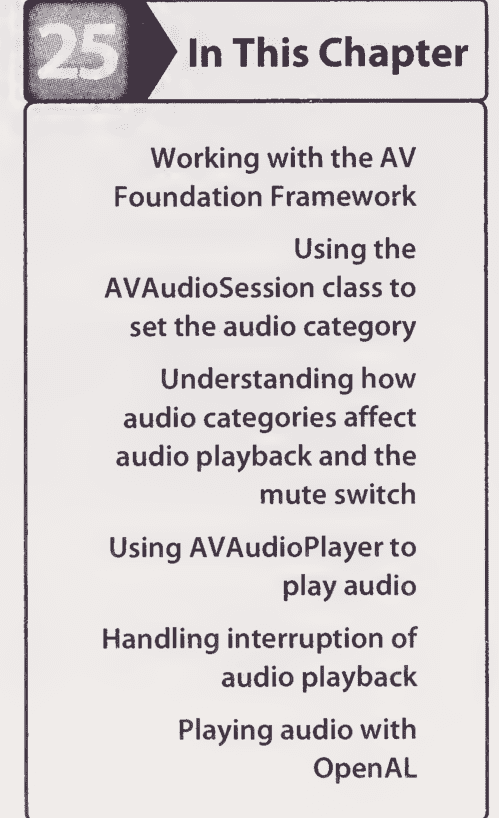 25 In This Chapter
Working with the AV
Foundation Framework
Using the
AVAudioSession class to
set the audio category
Understanding how
audio categories affect
audio playback and the
mute switch
Using AVAudioPlayer to
play audio
Handling interruption of
audio playback
Playing audio with
OpenAL